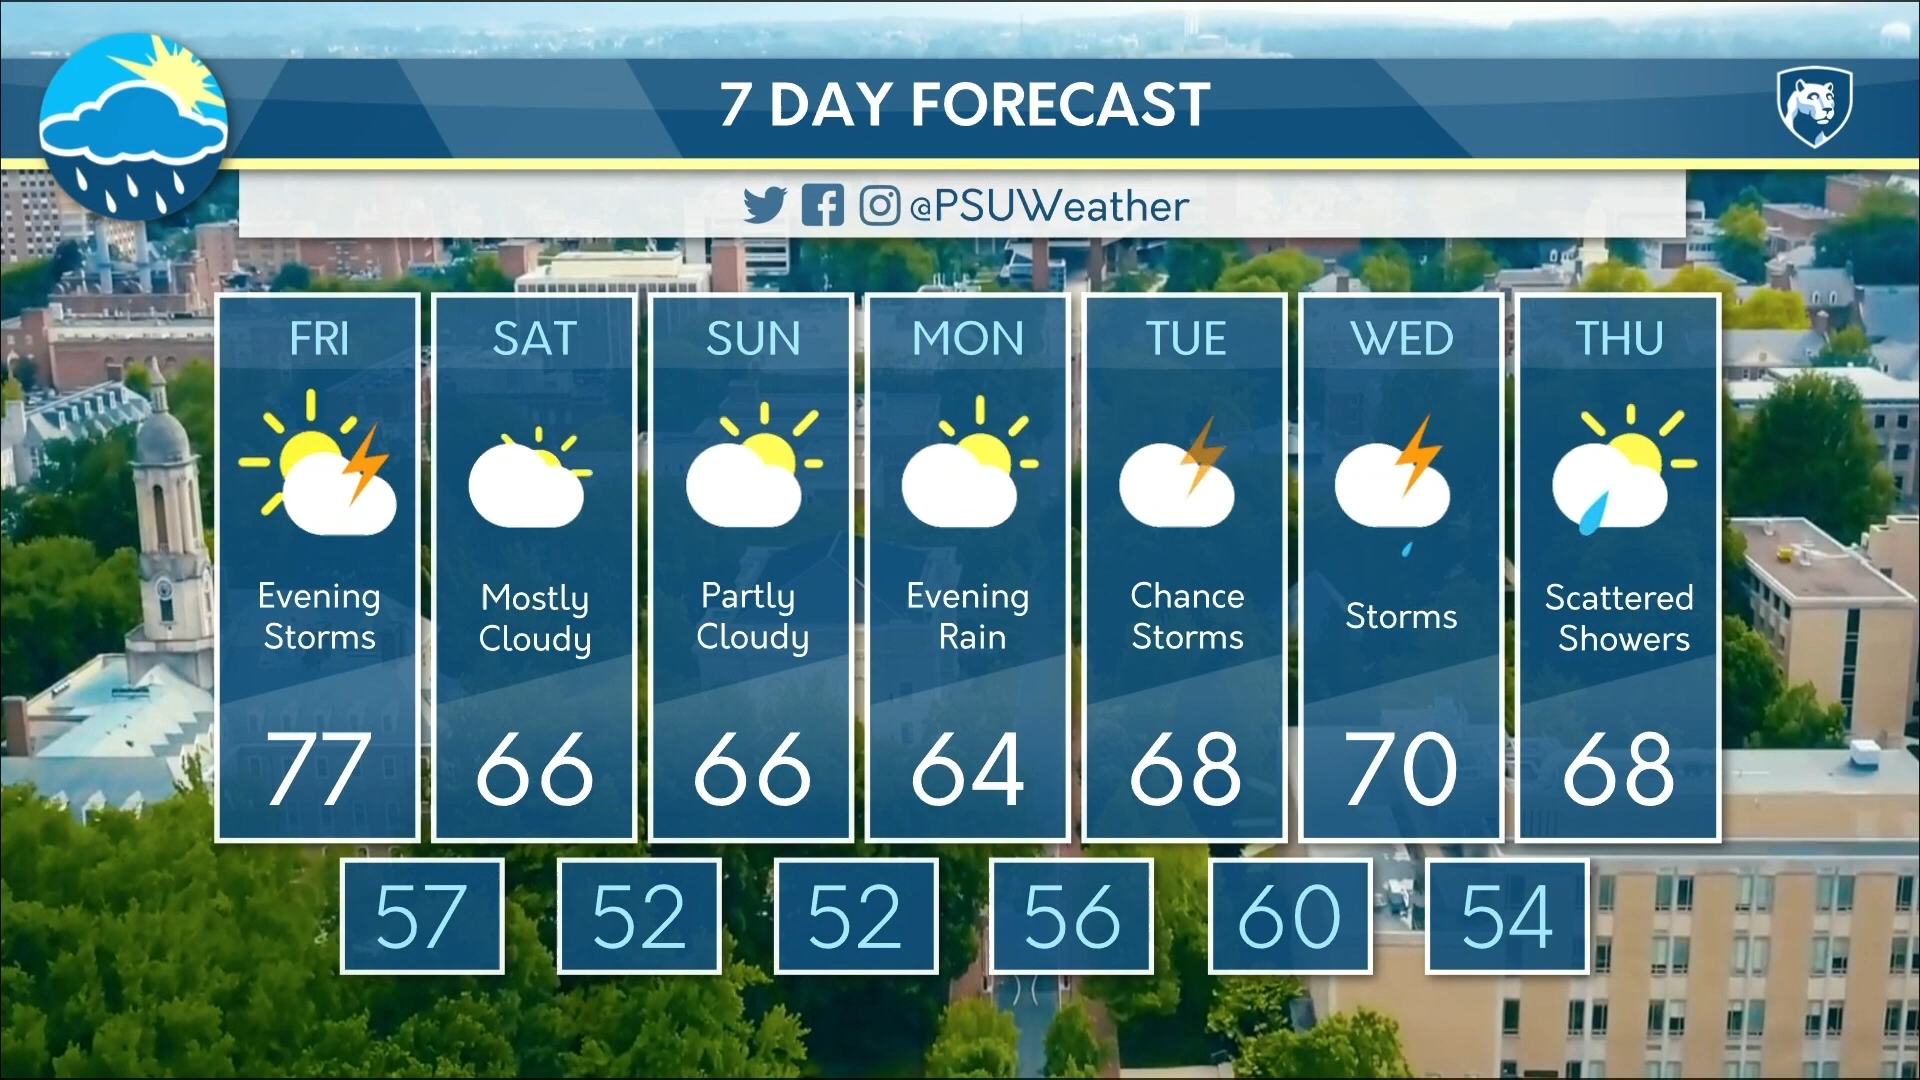 7 DAY FORECAST
@PSUWeather
FRI
Evening
Storms
77
SAT
Mostly
Cloudy
66
SUN
Partly
Cloudy
66
MON
Evening
Rain
64
TUE
Chance
Storms
68
WED
Storms
70
THU
Scattered
Showers
68
57
52
52
56
60
54